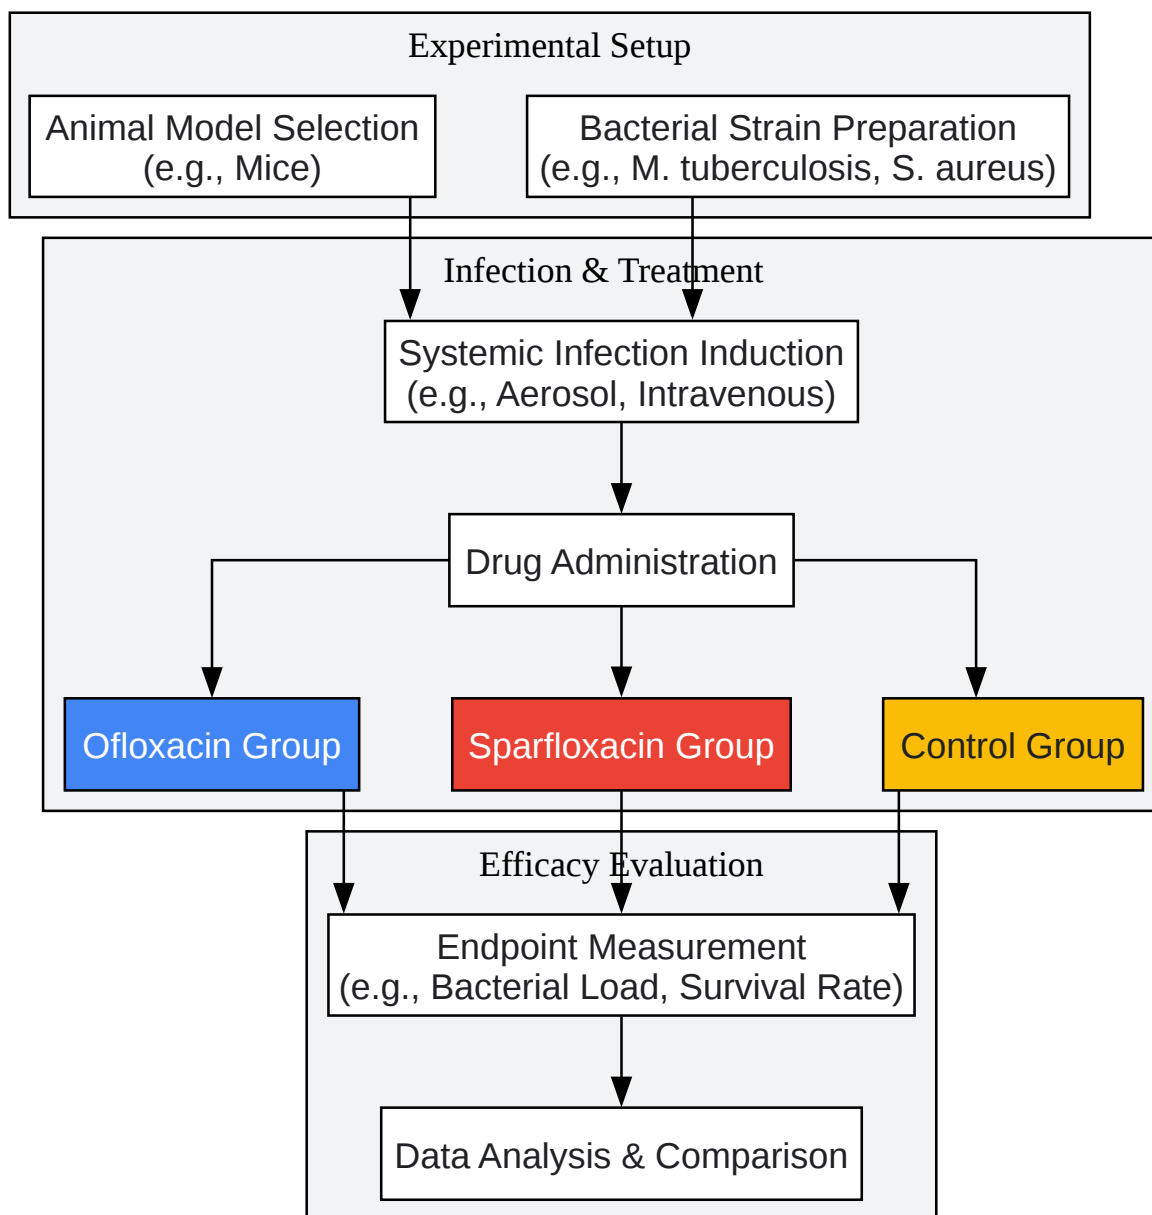 Experimental Setup
Animal Model Selection
(e.g., Mice)
Bacterial Strain Preparation
(e.g., M. tuberculosis, S. aureus)
Infection & Treatment
Systemic Infection Induction
(e.g., Aerosol, Intravenous)
Drug Administration
Ofloxacin Group
Sparfloxacin Group
Control Group
Efficacy Evaluation
Endpoint Measurement
(e.g., Bacterial Load, Survival Rate)
Data Analysis & Comparison